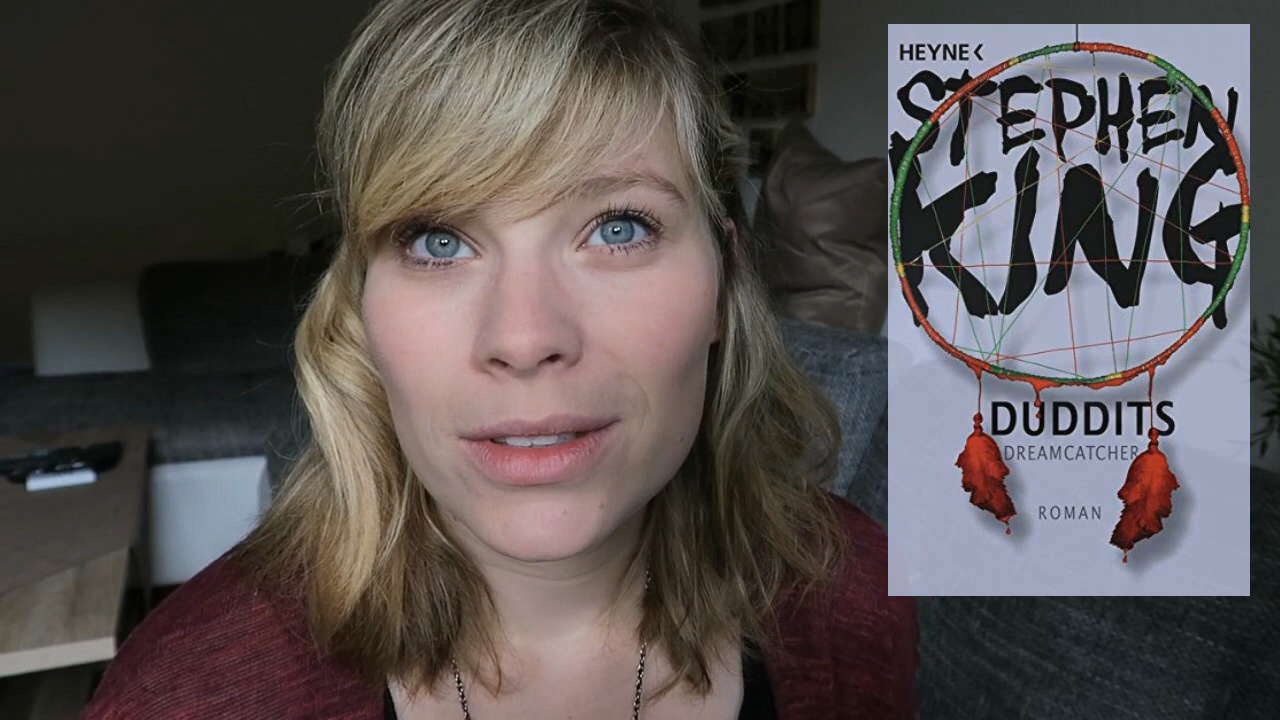 HEYNE
STEPHEN
KING
DUDDITS
DREAMCATCHER
ROMAN